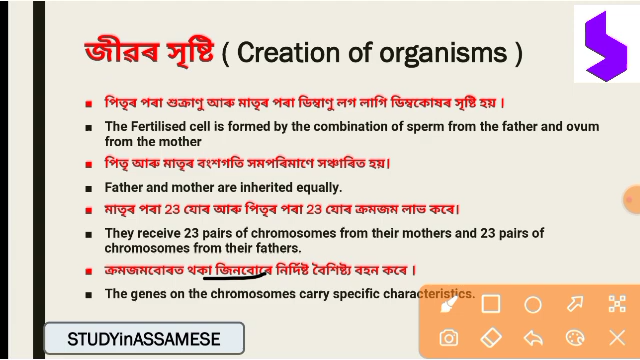 জীৱৰ সৃষ্টি ( Creation of organisms )
পিতৃৰ পৰা শুক্ৰাণু আৰু মাতৃৰ পৰা ডিম্বাণু লগ লাগি ডিম্বকোষৰ সৃষ্টি হয় ।
The Fertilised cell is formed by the combination of sperm from the father and ovum
from the mother
পিতৃ আৰু মাতৃৰ বংশগতি সমপৰিমাণে সঞ্চাৰিত হয়।
Father and mother are inherited equally.
মাতৃৰ পৰা 23 যোৰ আৰু পিতৃৰ পৰা 23 যোৰ ক্ৰমজম লাভ কৰে।
They receive 23 pairs of chromosomes from their mothers and 23 pairs of
chromosomes from their fathers.
ক্ৰমজমবোৰত থকা জিনবোৰে নিৰ্দিষ্ট বৈশিষ্ট্য বহন কৰে ।
The genes on the chromosomes carry specific characteristics.
STUDYinASSAMESE